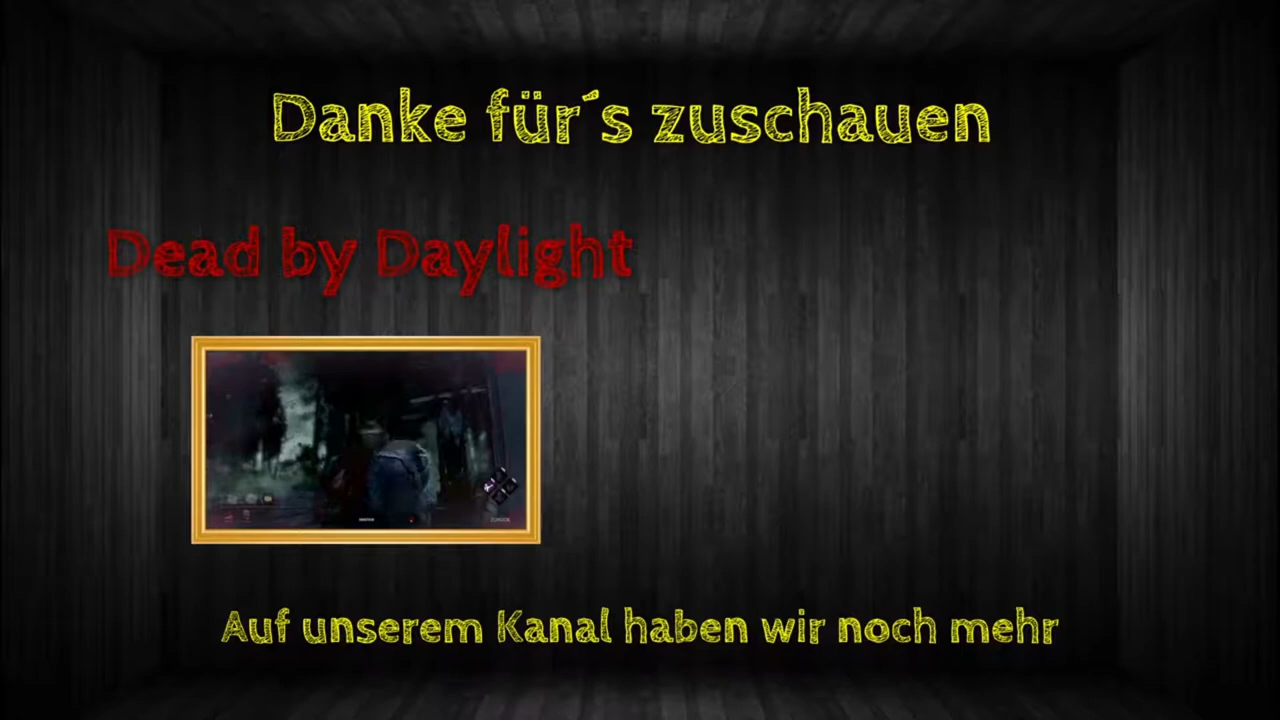 Danke für´s zuschauen
Dead by Daylight
Auf unserem Kanal haben wir noch mehr